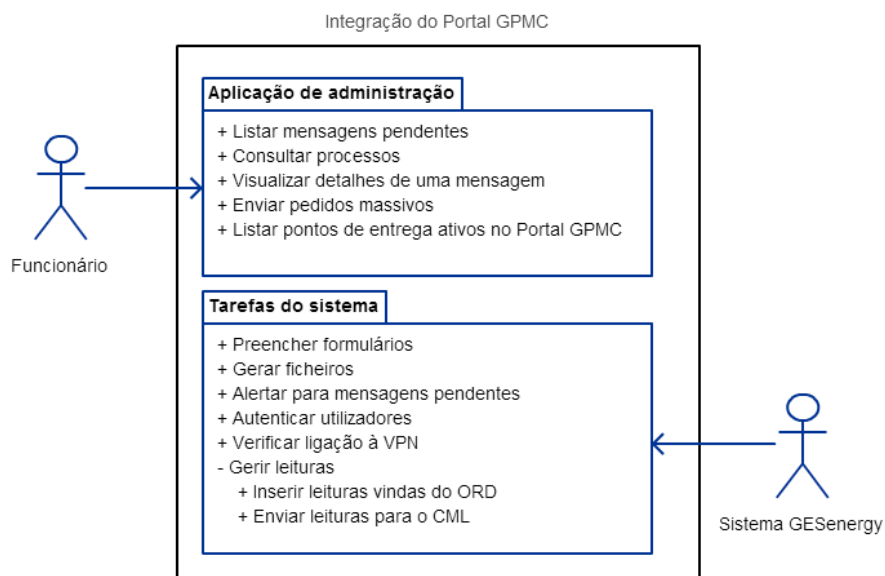 Integração do Portal GPMC
Aplicação de administração
+ Listar mensagens pendentes
+ Consultar processos
+ Visualizar detalhes de uma mensagem
+ Enviar pedidos massivos
+ Listar pontos de entrega ativos no Portal GPMC
Funcionário
Tarefas do sistema
+ Preencher formulários
+ Gerar ficheiros
+ Alertar para mensagens pendentes
+ Autenticar utilizadores
+ Verificar ligação à VPN
- Gerir leituras
+ Inserir leituras vindas do ORD
+ Enviar leituras para o CML
Sistema GESenergy